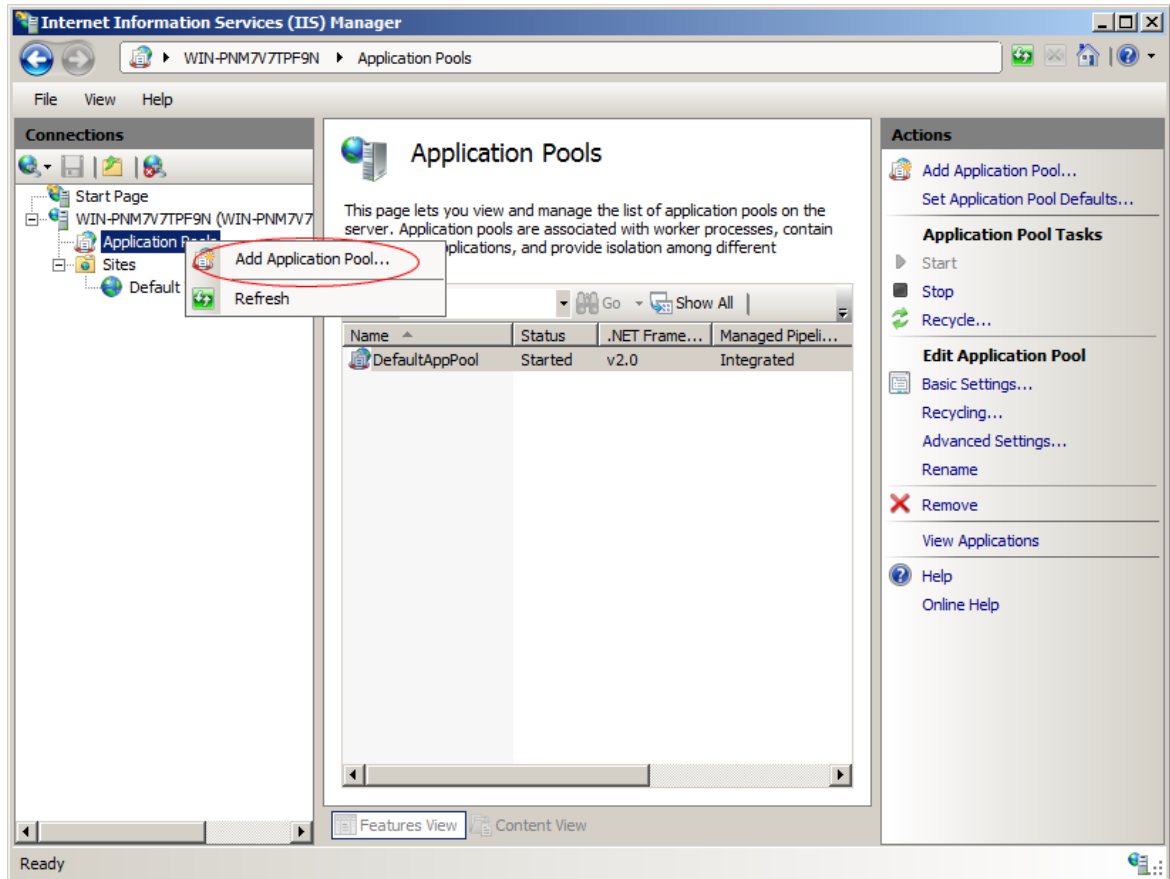 Internet Information Services (IIS) Manager
WIN-PNM7V7TPF9N Application Pools
File View Help
Connections
Start Page
WIN-PNM7V7TPF9N (WIN-PNM7V7
Application Pools
Sites
Default
Add Application Pool...
Refresh
Application Pools
This page lets you view and manage the list of application pools on the
server. Application pools are associated with worker processes, contain
applications, and provide isolation among different
Go Show All
Name Status .NET Frame... Managed Pipeli...
DefaultAppPool Started v2.0 Integrated
Features View Content View
Actions
Add Application Pool...
Set Application Pool Defaults...
Application Pool Tasks
Start
Stop
Recycle...
Edit Application Pool
Basic Settings...
Recycling...
Advanced Settings...
Rename
Remove
View Applications
Help
Online Help
Ready